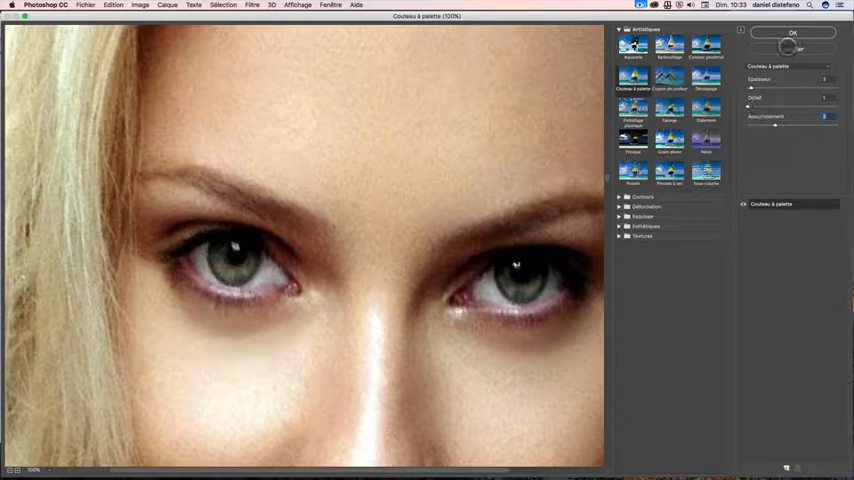 Photoshop CC Fichier Edition Image Calque Texte Sélection Filtre 3D Affichage Fenêtre Aide
Dim. 10:33 daniel distefano
Couteau à palette (100%)
Artistiques
OK
Aquarelle Barbouillage Contour postérisé
Couteau à palette
Epaisseur 3
Couteau à palette Crayon de couleur Découpage
Détail 1
Adoucissement
Emballage plastique Eponge Etalement
Fresque Grain photo Néon
Pastels Pinceau à sec Sous-couche
Contours
Déformation
Couteau à palette
Esquisse
Esthétiques
Textures
100%